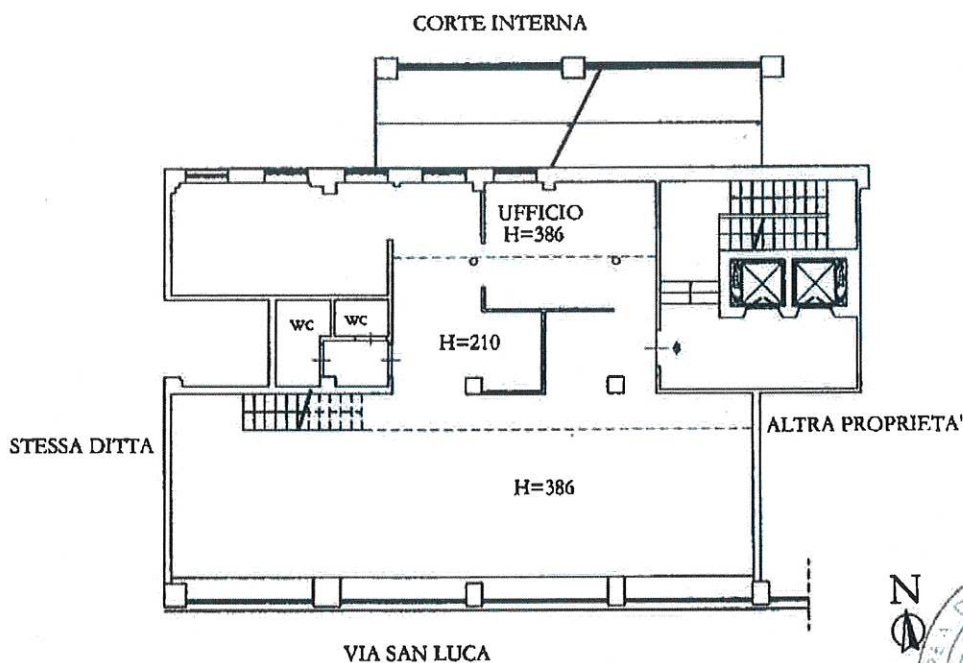 CORTE INTERNA
UFFICIO
H=386
WC
WC
H=210
STESSA DITTA
ALTRA PROPRIETA'
H=386
N
VIA SAN LUCA